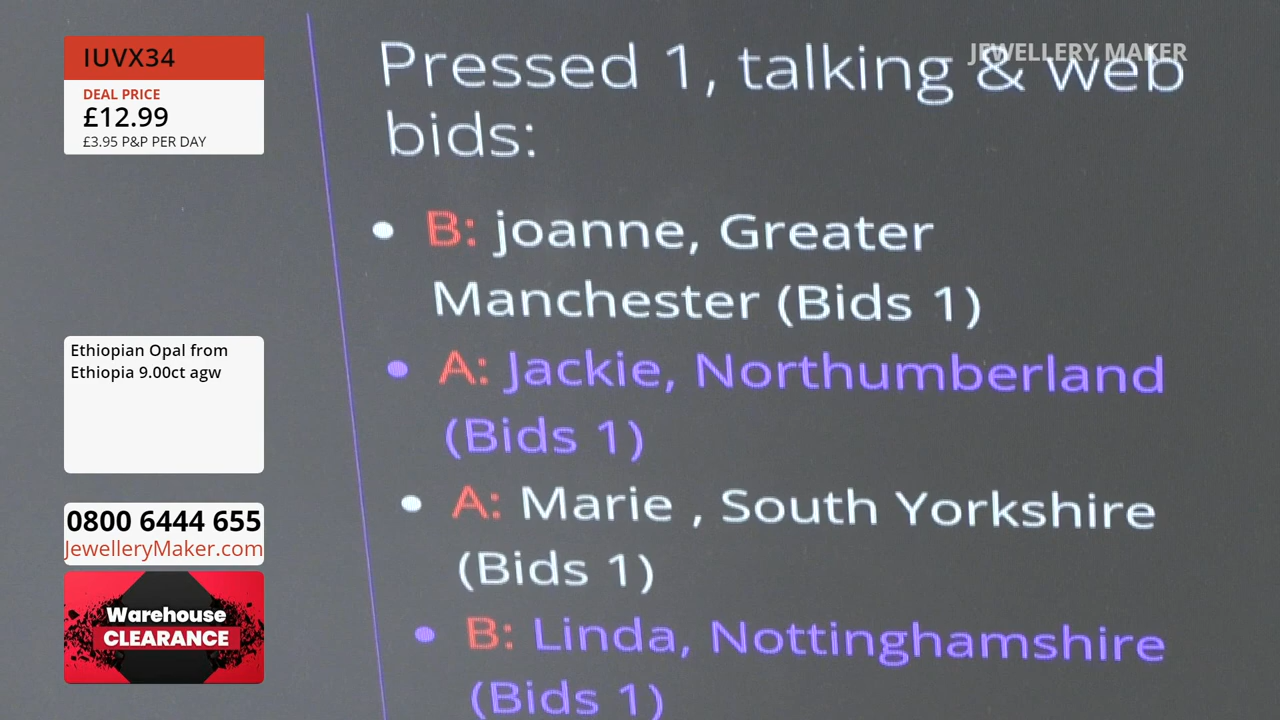 IUVX34
DEAL PRICE
£12.99
£3.95 P&P PER DAY
Ethiopian Opal from
Ethiopia 9.00ct agw
0800 6444 655
JewelleryMaker.com
Warehouse
CLEARANCE
JEWELLERY MAKER
Pressed 1, talking & web
bids:
• B: joanne, Greater
Manchester (Bids 1)
• A: Jackie, Northumberland
(Bids 1)
• A: Marie , South Yorkshire
(Bids 1)
• B: Linda, Nottinghamshire
(Bids 1)